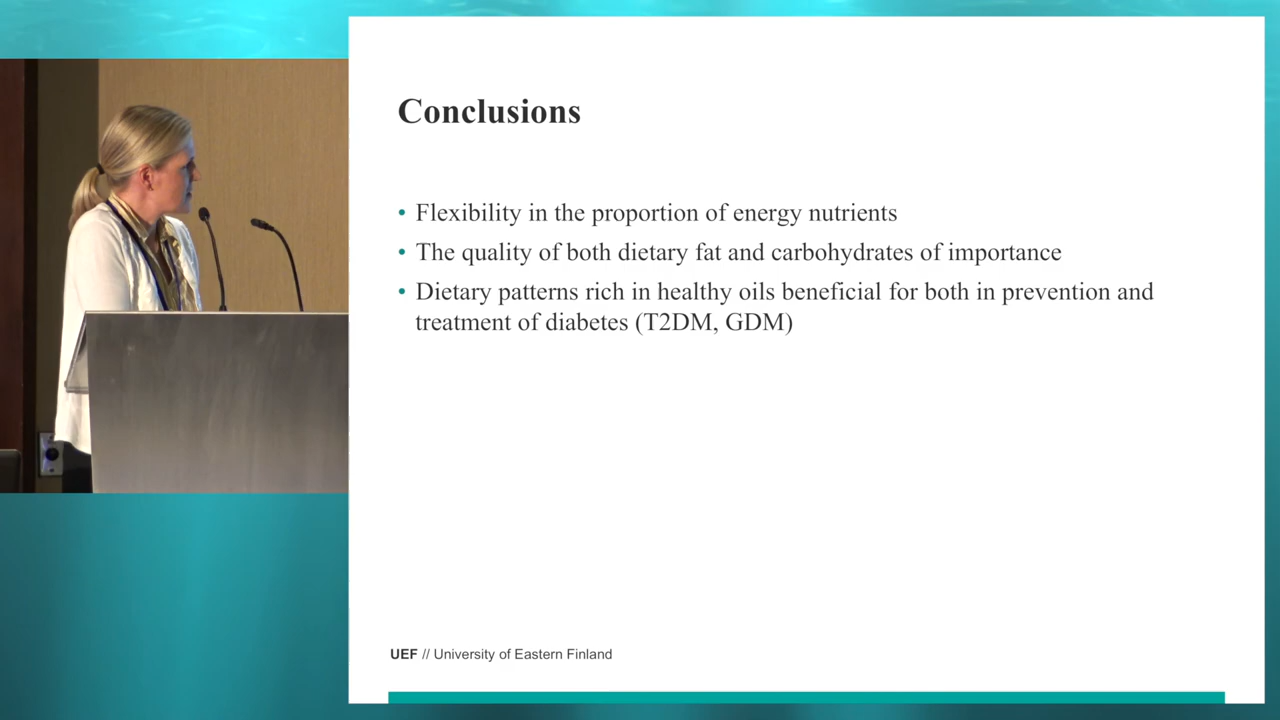 Conclusions
• Flexibility in the proportion of energy nutrients
• The quality of both dietary fat and carbohydrates of importance
• Dietary patterns rich in healthy oils beneficial for both in prevention and
treatment of diabetes (T2DM, GDM)
UEF // University of Eastern Finland